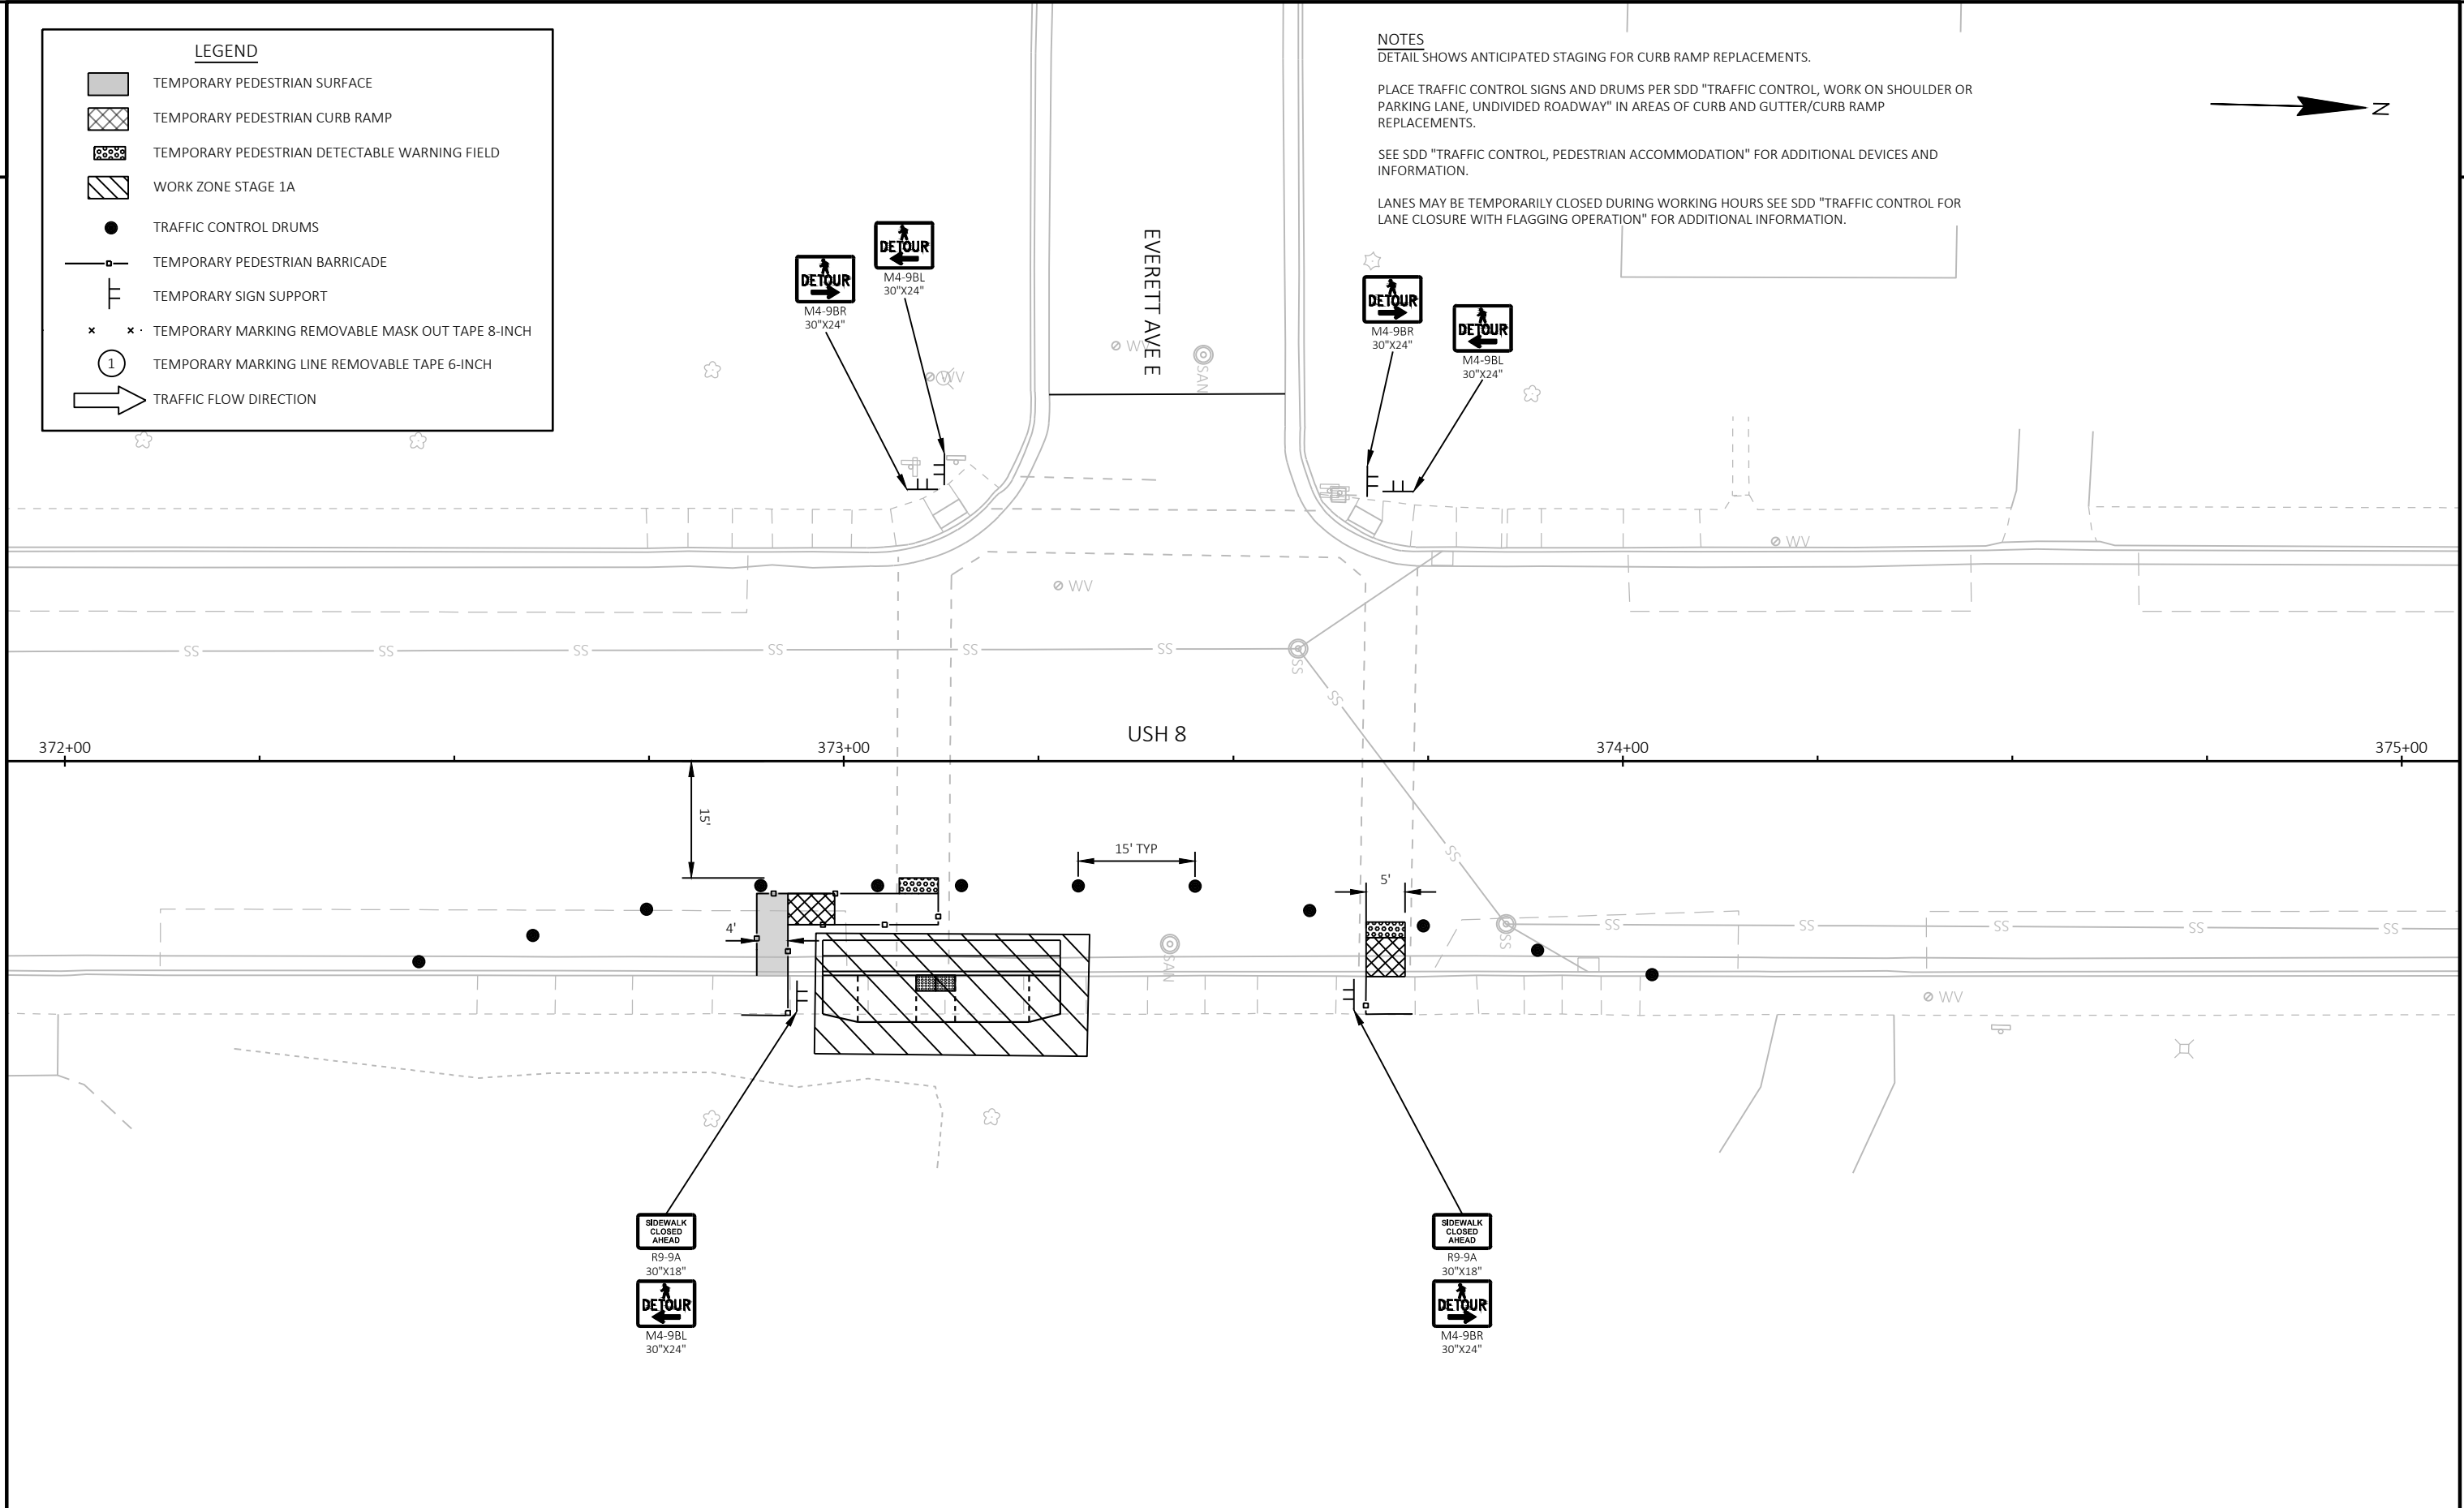 LEGEND
TEMPORARY PEDESTRIAN SURFACE
TEMPORARY PEDESTRIAN CURB RAMP
TEMPORARY PEDESTRIAN DETECTABLE WARNING FIELD
WORK ZONE STAGE 1A
TRAFFIC CONTROL DRUMS
TEMPORARY PEDESTRIAN BARRICADE
TEMPORARY SIGN SUPPORT
TEMPORARY MARKING REMOVABLE MASK OUT TAPE 8-INCH
1
TEMPORARY MARKING LINE REMOVABLE TAPE 6-INCH
TRAFFIC FLOW DIRECTION
NOTES
DETAIL SHOWS ANTICIPATED STAGING FOR CURB RAMP REPLACEMENTS.
PLACE TRAFFIC CONTROL SIGNS AND DRUMS PER SDD "TRAFFIC CONTROL, WORK ON SHOULDER OR
PARKING LANE, UNDIVIDED ROADWAY" IN AREAS OF CURB AND GUTTER/CURB RAMP
REPLACEMENTS.
SEE SDD "TRAFFIC CONTROL, PEDESTRIAN ACCOMMODATION" FOR ADDITIONAL DEVICES AND
INFORMATION.
LANES MAY BE TEMPORARILY CLOSED DURING WORKING HOURS SEE SDD "TRAFFIC CONTROL FOR
LANE CLOSURE WITH FLAGGING OPERATION" FOR ADDITIONAL INFORMATION.
N
DETOUR
M4-9BR
30"X24"
DETOUR
M4-9BL
30"X24"
EVERETT AVE E
DETOUR
M4-9BR
30"X24"
DETOUR
M4-9BL
30"X24"
WV
WV
SAN
WV
WV
SS
SS
SS
SS
SS
SS
SS
SS
USH 8
372+00
373+00
374+00
375+00
15'
15' TYP
5'
4'
SS
SS
SS
SS
SS
SS
SS
SAN
WV
SIDEWALK
CLOSED
AHEAD
R9-9A
30"X18"
DETOUR
M4-9BL
30"X24"
SIDEWALK
CLOSED
AHEAD
R9-9A
30"X18"
DETOUR
M4-9BR
30"X24"